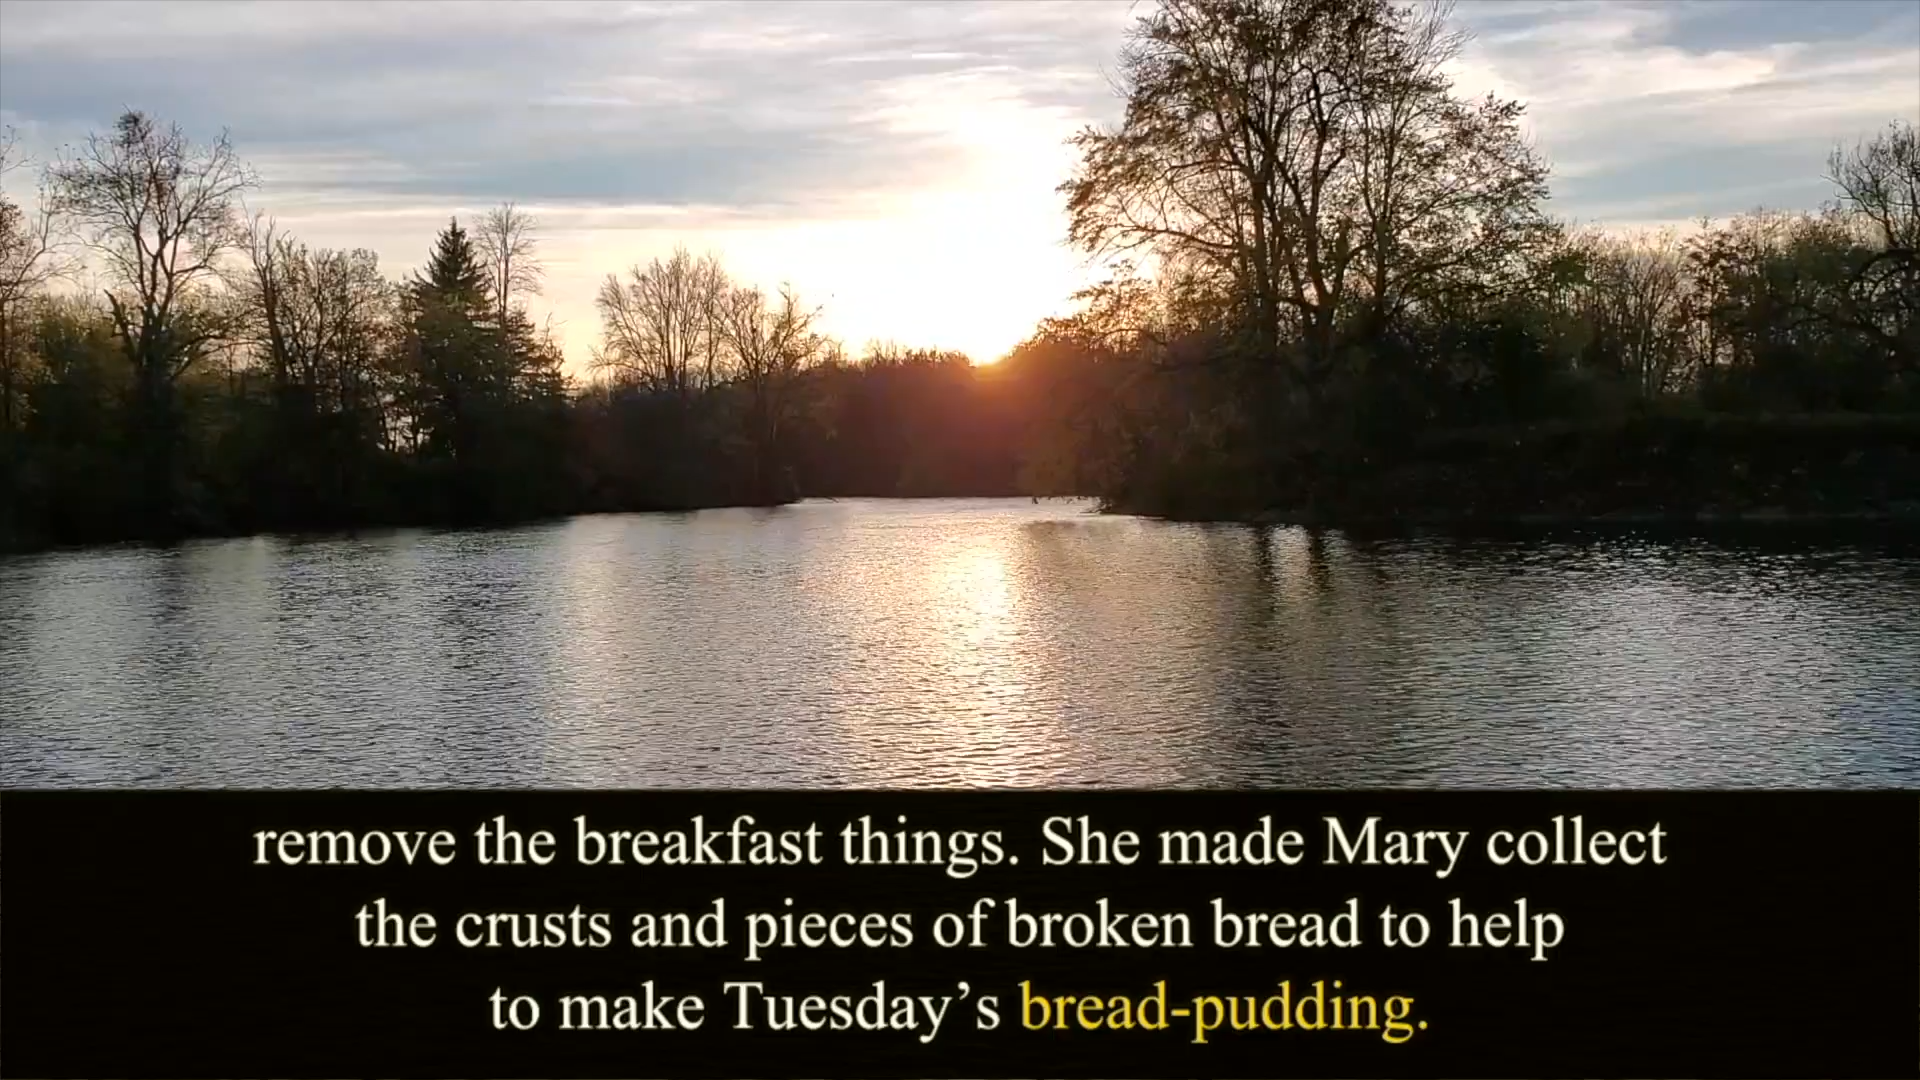 remove the breakfast things. She made Mary collect
the crusts and pieces of broken bread to help
to make Tuesday’s bread-pudding.